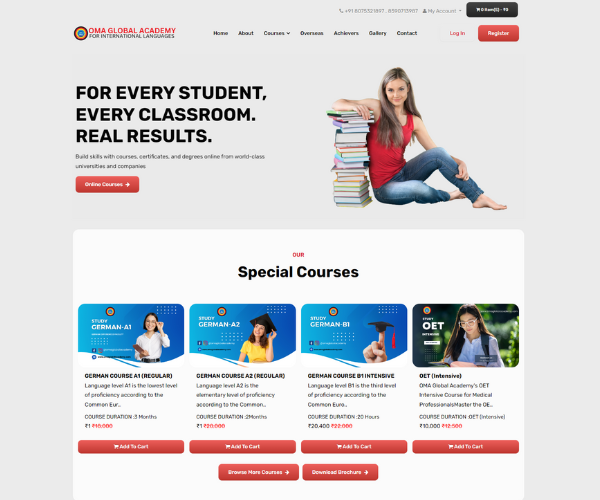 +91 8075321897 , 8590713997 My Account 0 Item(S) - ₹0
OMA GLOBAL ACADEMY
FOR INTERNATIONAL LANGUAGES
Home About Courses Overseas Achievers Gallery Contact Log In Register
FOR EVERY STUDENT,
EVERY CLASSROOM.
REAL RESULTS.
Build skills with courses, certificates, and degrees online from world-class
universities and companies
Online Courses
OUR
Special Courses
STUDY
GERMAN-A1
STUDY
GERMAN-A2
STUDY
GERMAN-B1
STUDY
OET
INTENSIVE
GERMAN COURSE A1 (REGULAR)
Language level A1 is the lowest level
of proficiency according to the
Common Eur..
COURSE DURATION :3 Months
₹1 ₹18,000
Add To Cart
GERMAN COURSE A2 (REGULAR)
Language level A2 is the
elementary level of proficiency
according to the Common..
COURSE DURATION :2Months
₹1 ₹20,000
Add To Cart
GERMAN COURSE B1 INTENSIVE
Language level B1 is the third level
of proficiency according to the
Common Euro..
COURSE DURATION :20 Hours
₹20,400 ₹22,000
Add To Cart
OET (Intensive)
OMA Global Academy's OET
Intensive Course for Medical
ProfessionalsMaster the OE..
COURSE DURATION :OET (Intensive)
₹10,000 ₹12,000
Add To Cart
Browse More Courses Download Brochure